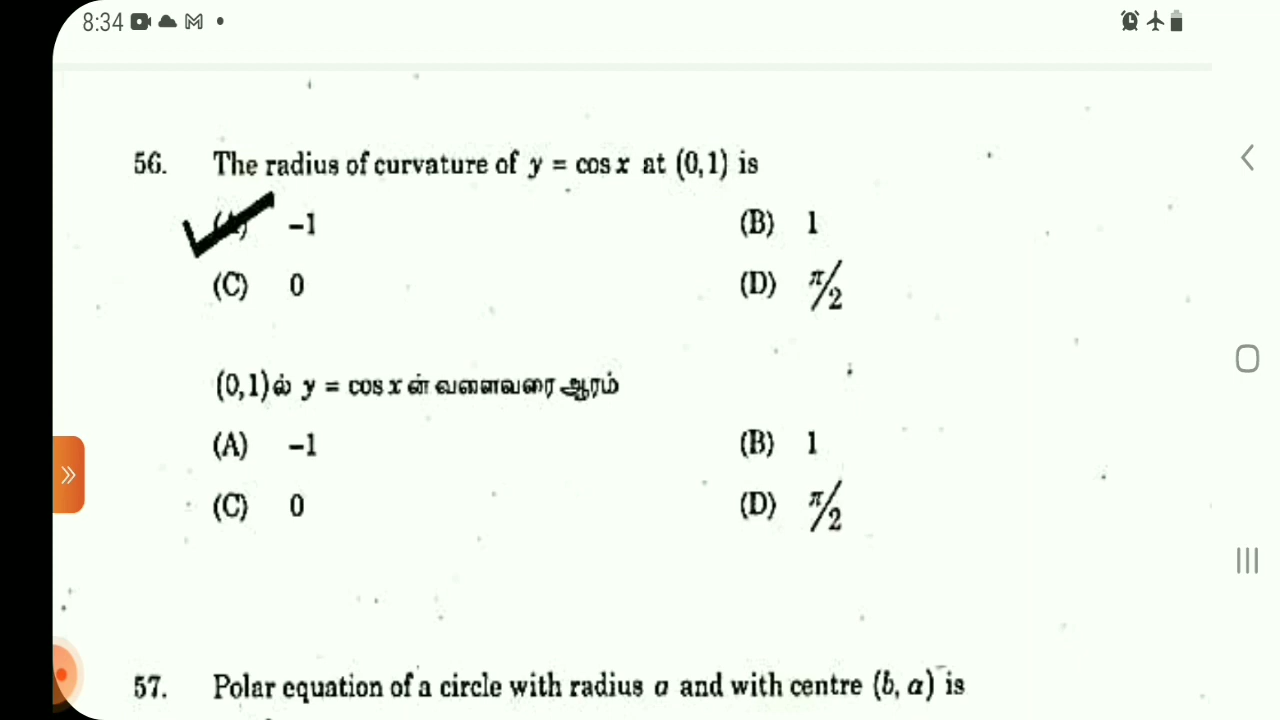 8:34
56. The radius of curvature of y = cos x at (0,1) is
(A) −1 (B) 1
(C) 0 (D) π/2
(0,1)ல் y = cos x ன் வளைவரை ஆரம்
(A) −1 (B) 1
(C) 0 (D) π/2
57. Polar equation of a circle with radius a and with centre (b, a) is